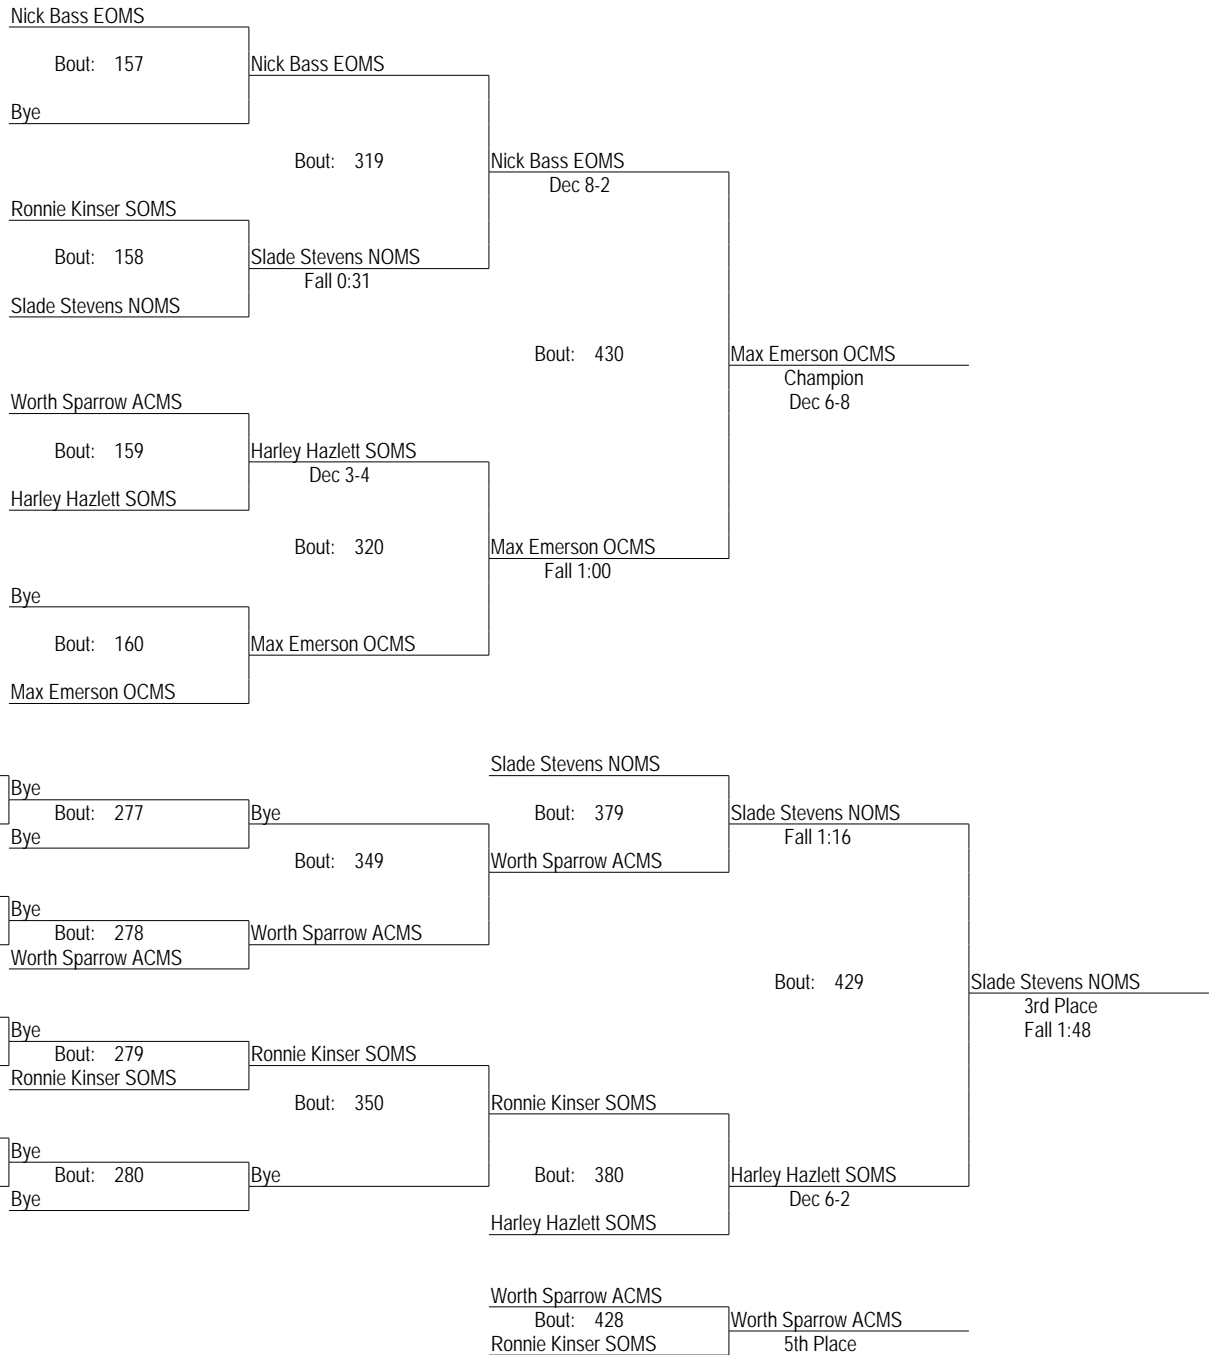 Nick Bass EOMS
Bout: 157
Nick Bass EOMS
Bye
Bout: 319
Nick Bass EOMS
Dec 8-2
Ronnie Kinser SOMS
Bout: 158
Slade Stevens NOMS
Fall 0:31
Slade Stevens NOMS
Bout: 430
Max Emerson OCMS
Champion
Dec 6-8
Worth Sparrow ACMS
Bout: 159
Harley Hazlett SOMS
Dec 3-4
Harley Hazlett SOMS
Bout: 320
Max Emerson OCMS
Fall 1:00
Bye
Bout: 160
Max Emerson OCMS
Max Emerson OCMS
Slade Stevens NOMS
Bye
Bout: 277
Bye
Bout: 379
Slade Stevens NOMS
Bye
Fall 1:16
Bout: 349
Worth Sparrow ACMS
Bye
Bout: 278
Worth Sparrow ACMS
Worth Sparrow ACMS
Bout: 429
Slade Stevens NOMS
3rd Place
Fall 1:48
Bye
Bout: 279
Ronnie Kinser SOMS
Ronnie Kinser SOMS
Bout: 350
Ronnie Kinser SOMS
Bye
Bout: 280
Bye
Bout: 380
Harley Hazlett SOMS
Bye
Dec 6-2
Harley Hazlett SOMS
Worth Sparrow ACMS
Bout: 428
Worth Sparrow ACMS
Ronnie Kinser SOMS
5th Place